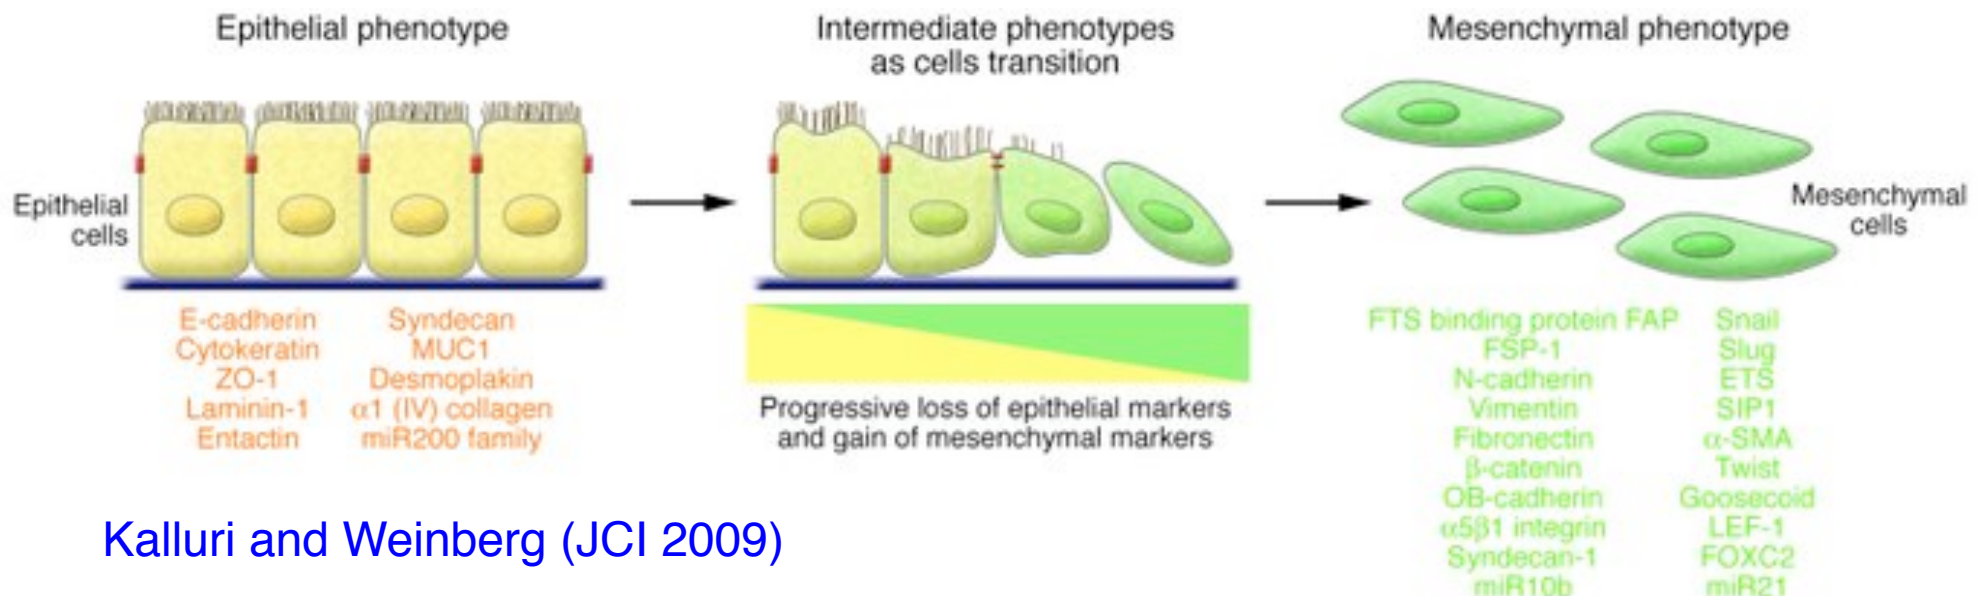 Epithelial phenotype
Intermediate phenotypes
as cells transition
Mesenchymal phenotype
Epithelial
cells
Mesenchymal
cells
E-cadherin
Cytokeratin
ZO-1
Laminin-1
Entactin
Syndecan
MUC1
Desmoplakin
α1 (IV) collagen
miR200 family
Progressive loss of epithelial markers
and gain of mesenchymal markers
FTS binding protein FAP
FSP-1
N-cadherin
Vimentin
Fibronectin
β-catenin
OB-cadherin
α5β1 integrin
Syndecan-1
miR10b
Snail
Slug
ETS
SIP1
α-SMA
Twist
Goosecoid
LEF-1
FOXC2
miR21
Kalluri and Weinberg (JCI 2009)